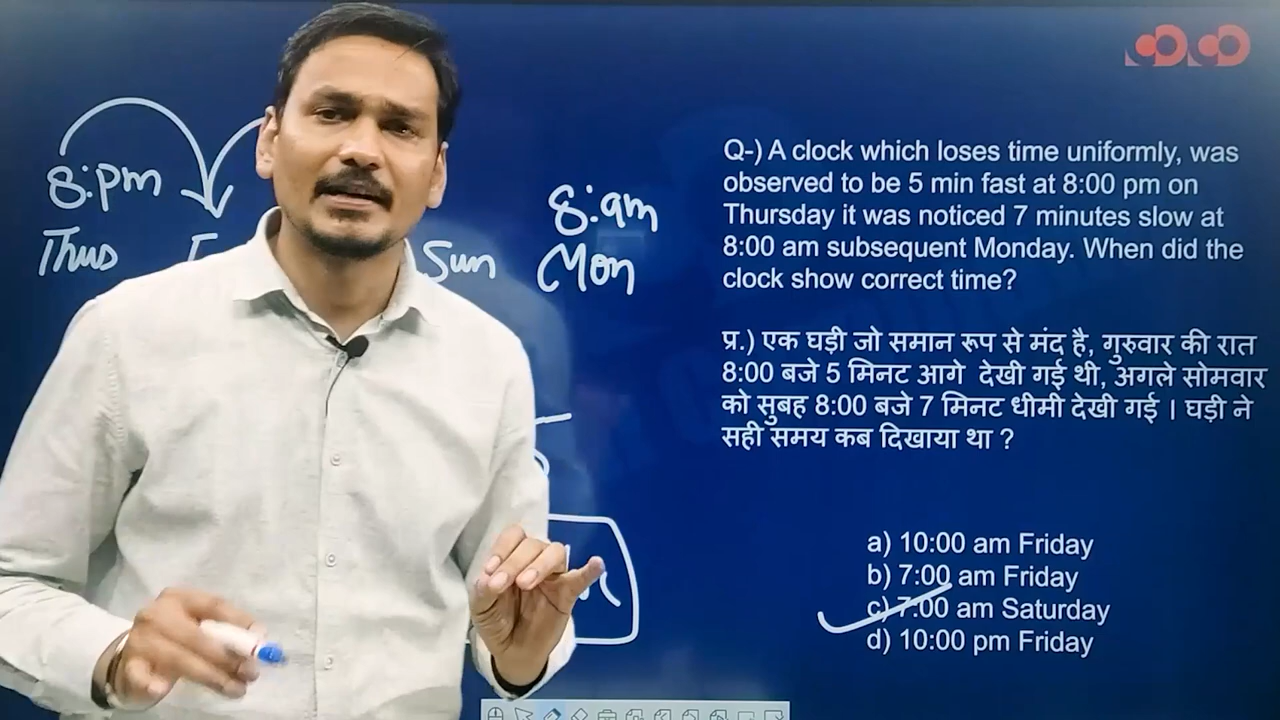 8:pm
Thus
Sun
8:am
Mon
Q-) A clock which loses time uniformly, was
observed to be 5 min fast at 8:00 pm on
Thursday it was noticed 7 minutes slow at
8:00 am subsequent Monday. When did the
clock show correct time?
प्र.) एक घड़ी जो समान रूप से मंद है, गुरुवार की रात
8:00 बजे 5 मिनट आगे देखी गई थी, अगले सोमवार
को सुबह 8:00 बजे 7 मिनट धीमी देखी गई । घड़ी ने
सही समय कब दिखाया था ?
a) 10:00 am Friday
b) 7:00 am Friday
c) 7:00 am Saturday
d) 10:00 pm Friday